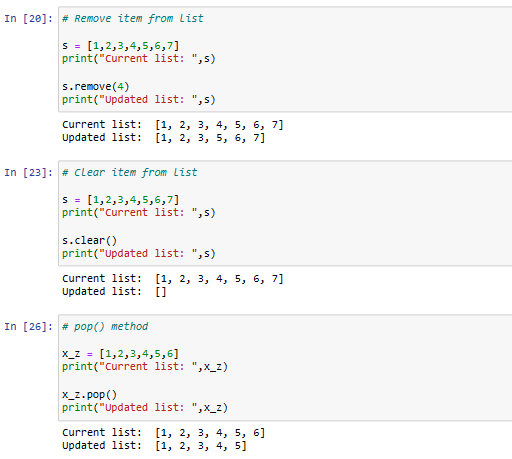 In [20]: # Remove item from list
s = [1,2,3,4,5,6,7]
print("Current list: ",s)
s.remove(4)
print("Updated list: ",s)
Current list:  [1, 2, 3, 4, 5, 6, 7]
Updated list:  [1, 2, 3, 5, 6, 7]
In [23]: # Clear item from list
s = [1,2,3,4,5,6,7]
print("Current list: ",s)
s.clear()
print("Updated list: ",s)
Current list:  [1, 2, 3, 4, 5, 6, 7]
Updated list:  []
In [26]: # pop() method
x_z = [1,2,3,4,5,6]
print("Current list: ",x_z)
x_z.pop()
print("Updated list: ",x_z)
Current list:  [1, 2, 3, 4, 5, 6]
Updated list:  [1, 2, 3, 4, 5]